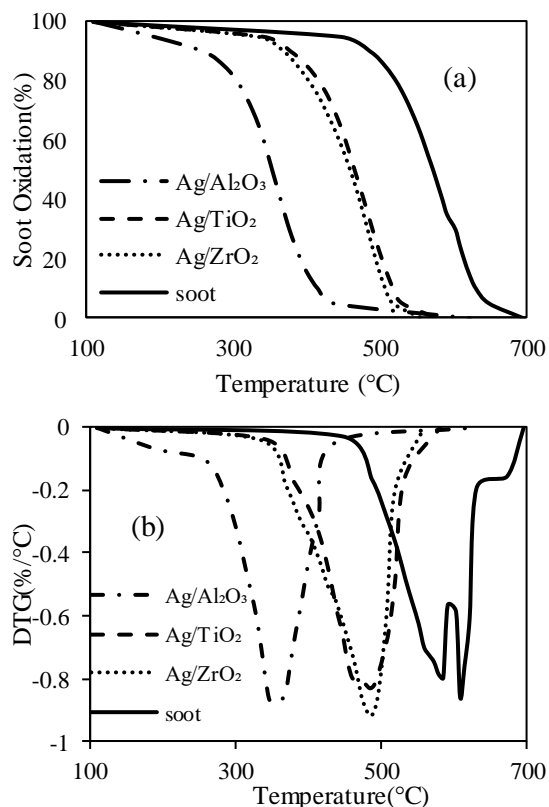 100
80
60
40
20
0
Soot Oxidation(%)
(a)
Ag/Al₂O₃
Ag/TiO₂
Ag/ZrO₂
soot
100 300 500 700
Temperature (°C)
0
-0.2
-0.4
-0.6
-0.8
-1
DTG(%/°C)
(b)
Ag/Al₂O₃
Ag/TiO₂
Ag/ZrO₂
soot
100 300 500 700
Temperature(°C)